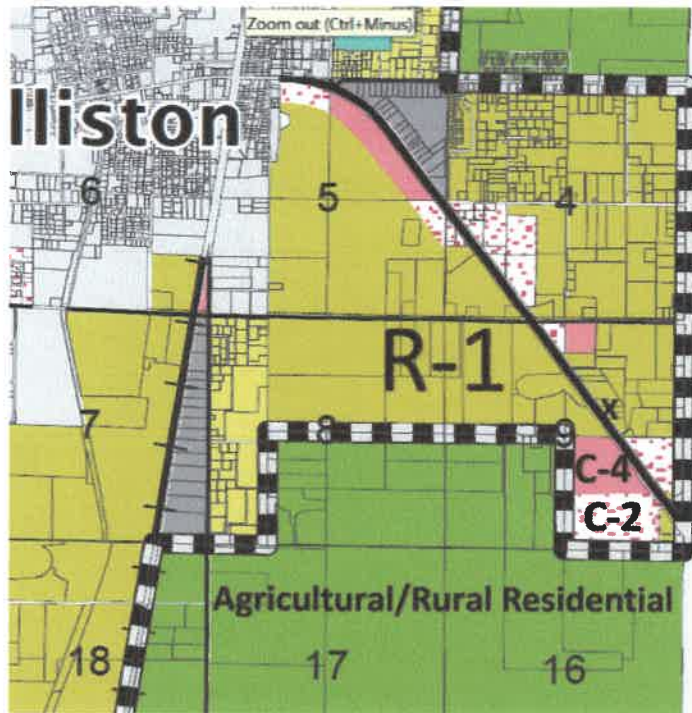 Zoom out (Ctrl+Minus)
lliston
6
5
4
R-1
x
7
8
9
C-4
C-2
Agricultural/Rural Residential
18
17
16